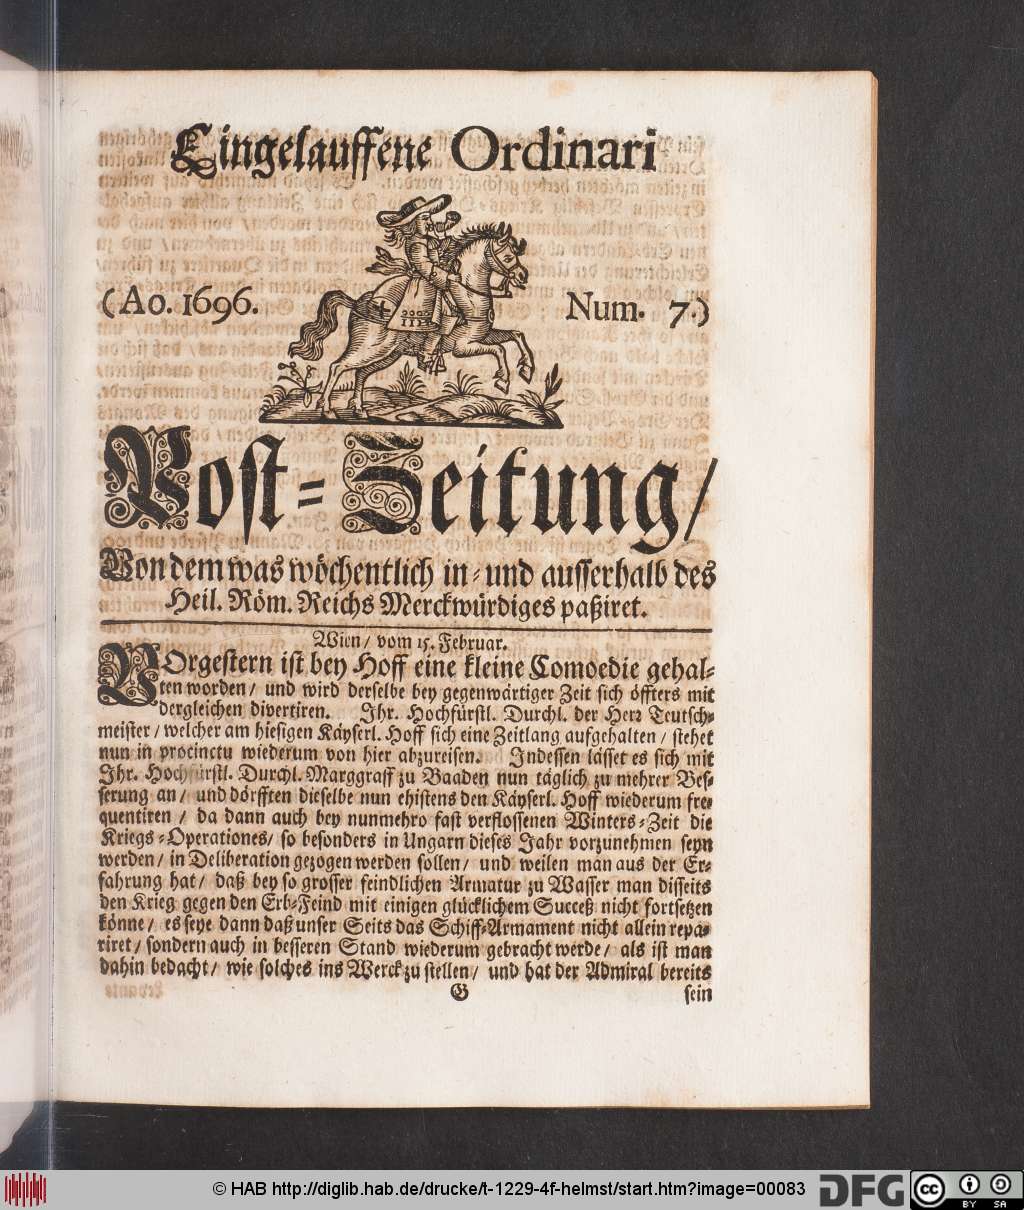 Eingelauffene Ordinari
(Ao. 1696. Num. 7.)
Post-Zeitung/
Von dem was wöchentlich in- und ausserhalb des
Heil. Röm. Reichs Merckwürdiges paßiret.
Wien/ vom 15. Februar.
VOrgestern ist bey Hoff eine kleine Comoedie gehal-
ten worden/ und wird derselbe bey gegenwärtiger Zeit sich öffters mit
dergleichen divertiren. Ihr. Hochfürstl. Durchl. der Herr Teutsch-
meister/ welcher am hiesigen Käyserl. Hoff sich eine Zeitlang aufgehalten/ stehet
nun in procinctu wiederum von hier abzureisen. Indessen lässet es sich mit
Ihr. Hochfürstl. Durchl. Marggraff zu Baaden nun täglich zu mehrer Bes-
serung an/ und dörfften dieselbe nun ehistens den Käyserl. Hoff wiederum fre-
quentiren/ da dann auch bey nunmehro fast verflossenen Winters-Zeit die
Kriegs-Operationes/ so besonders in Ungarn dieses Jahr vorzunehmen seyn
werden/ in Deliberation gezogen werden sollen/ und weilen man aus der Er-
fahrung hat/ daß bey so grosser feindlichen Armatur zu Wasser man disseits
den Krieg gegen den Erb-Feind mit einigen glücklichem Succeß nicht fortsetzen
könne/ es seye dann daß unser Seits das Schiff-Armament nicht allein repa-
riret/ sondern auch in besseren Stand wiederum gebracht werde/ als ist man
dahin bedacht/ wie solches ins Werck zu stellen/ und hat der Admiral bereits
G sein
© HAB http://diglib.hab.de/drucke/t-1229-4f-helmst/start.htm?image=00083
DFG
cc BY SA